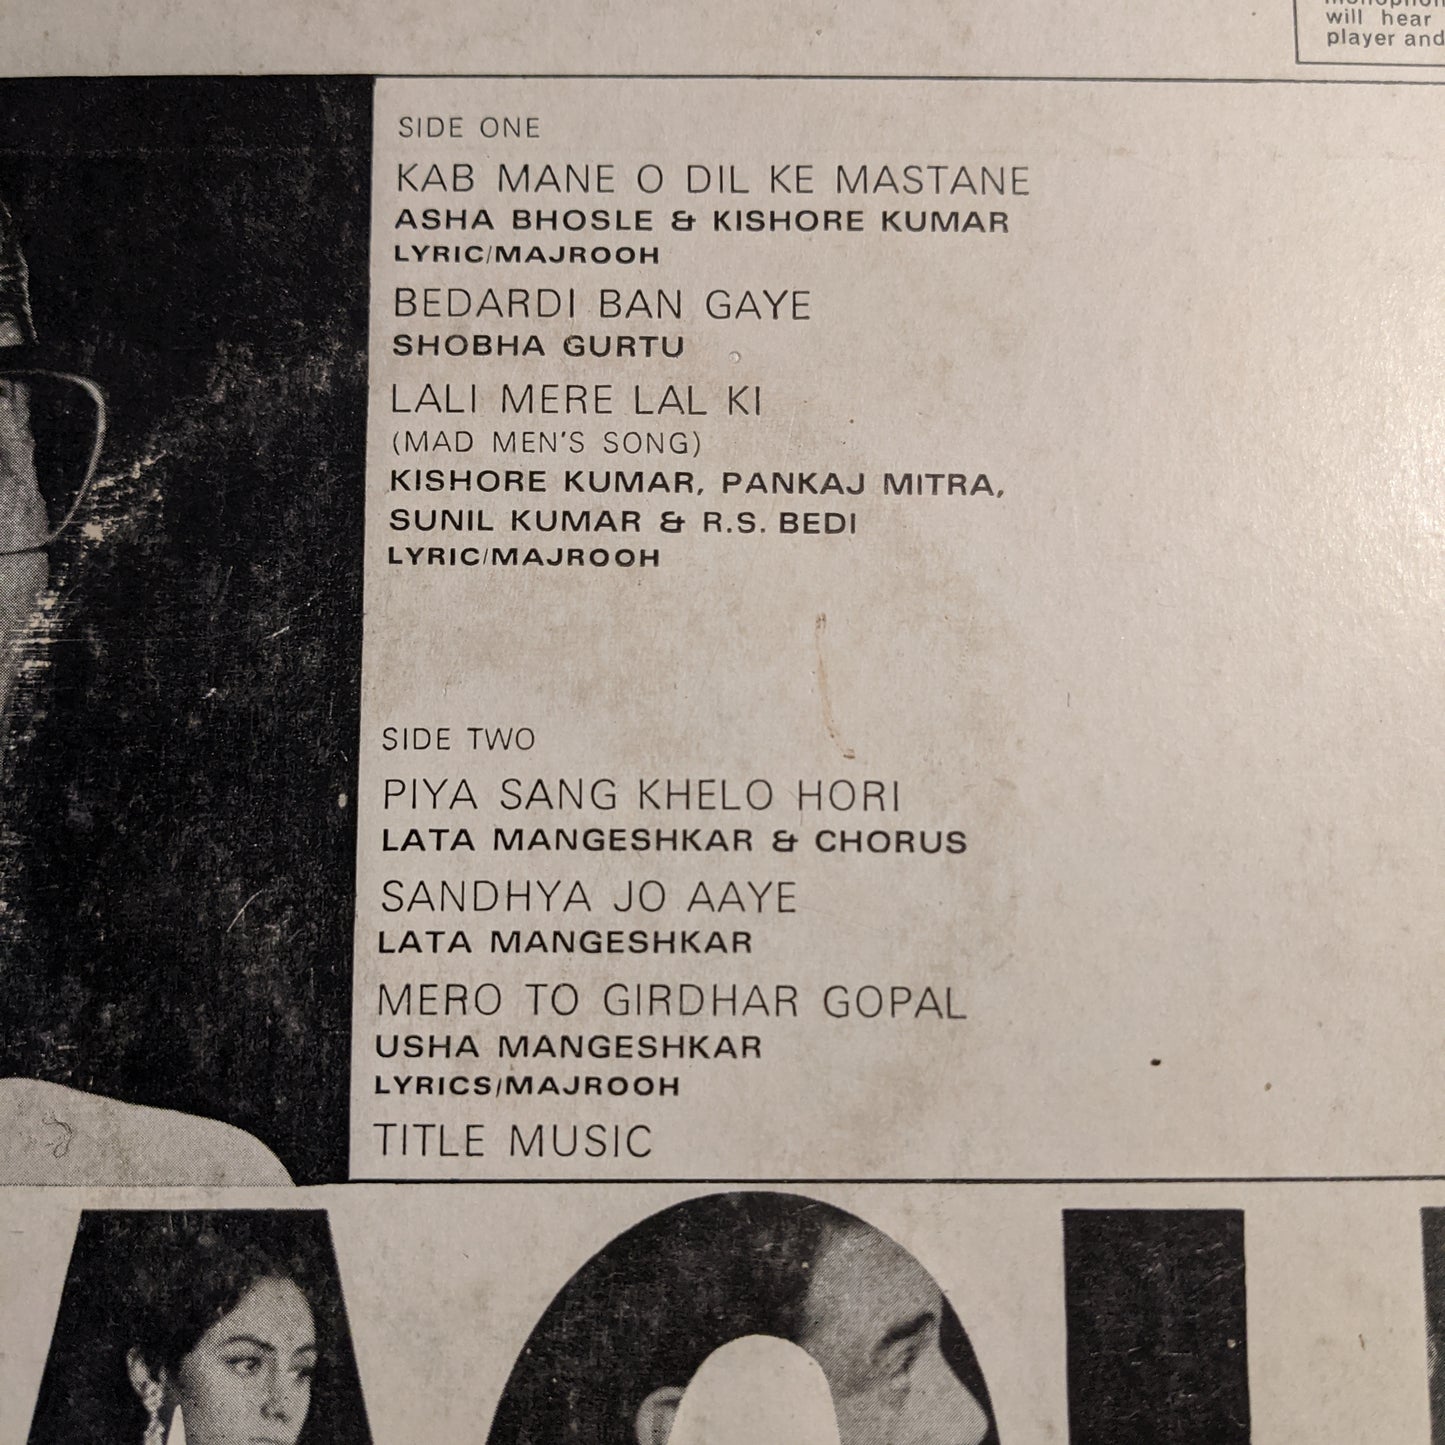 will hear
player and
SIDE ONE
KAB MANE O DIL KE MASTANE
ASHA BHOSLE & KISHORE KUMAR
LYRIC/MAJROOH
BEDARDI BAN GAYE
SHOBHA GURTU
LALI MERE LAL KI
(MAD MEN'S SONG)
KISHORE KUMAR, PANKAJ MITRA,
SUNIL KUMAR & R.S. BEDI
LYRIC/MAJROOH
SIDE TWO
PIYA SANG KHELO HORI
LATA MANGESHKAR & CHORUS
SANDHYA JO AAYE
LATA MANGESHKAR
MERO TO GIRDHAR GOPAL
USHA MANGESHKAR
LYRICS/MAJROOH
TITLE MUSIC